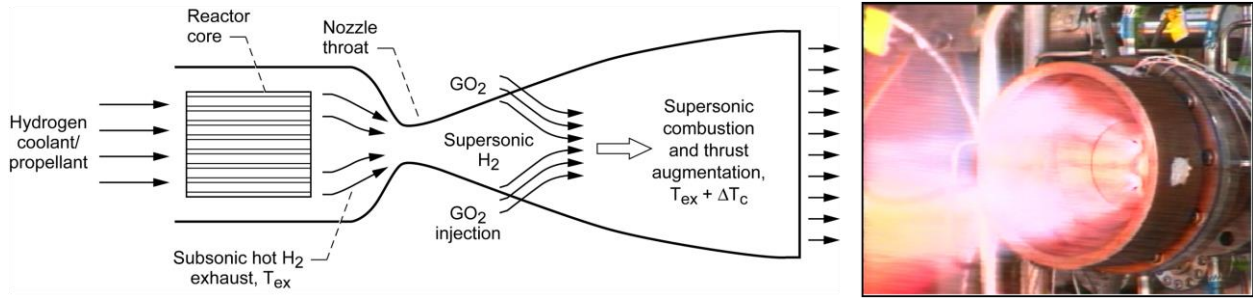 Reactor
core
Nozzle
throat
Hydrogen
coolant/
propellant
GO2
Supersonic
H2
GO2
injection
Supersonic
combustion
and thrust
augmentation,
Tex + ΔTc
Subsonic hot H2
exhaust, Tex